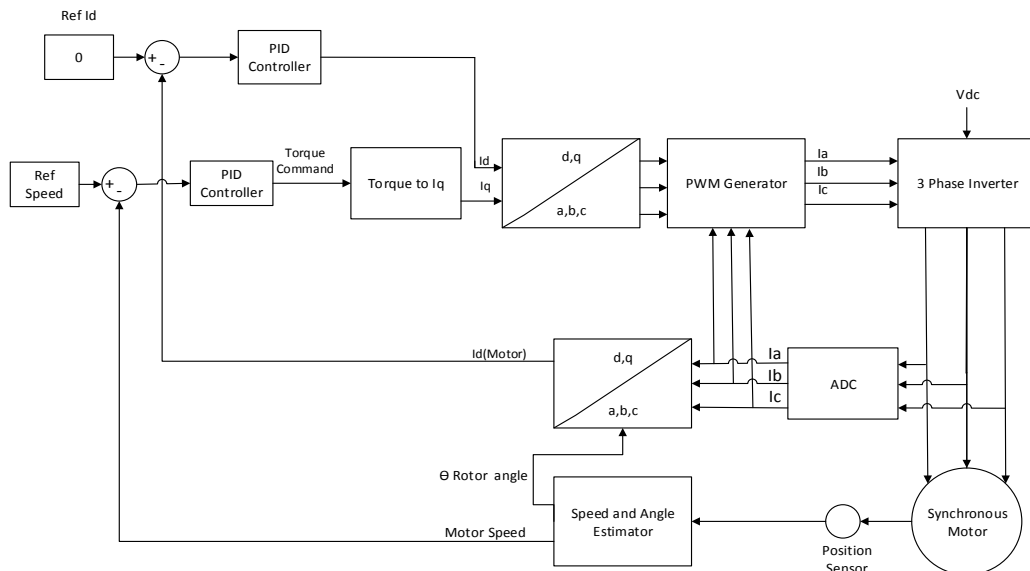 Ref Id
0
+
-
PID
Controller
Vdc
Ref
Speed
+
-
PID
Controller
Torque
Command
Torque to Iq
Id
Iq
d,q
a,b,c
PWM Generator
Ia
Ib
Ic
3 Phase Inverter
Id(Motor)
d,q
a,b,c
Ia
Ib
Ic
ADC
Ɵ Rotor angle
Motor Speed
Speed and Angle
Estimator
Position
Sensor
Synchronous
Motor